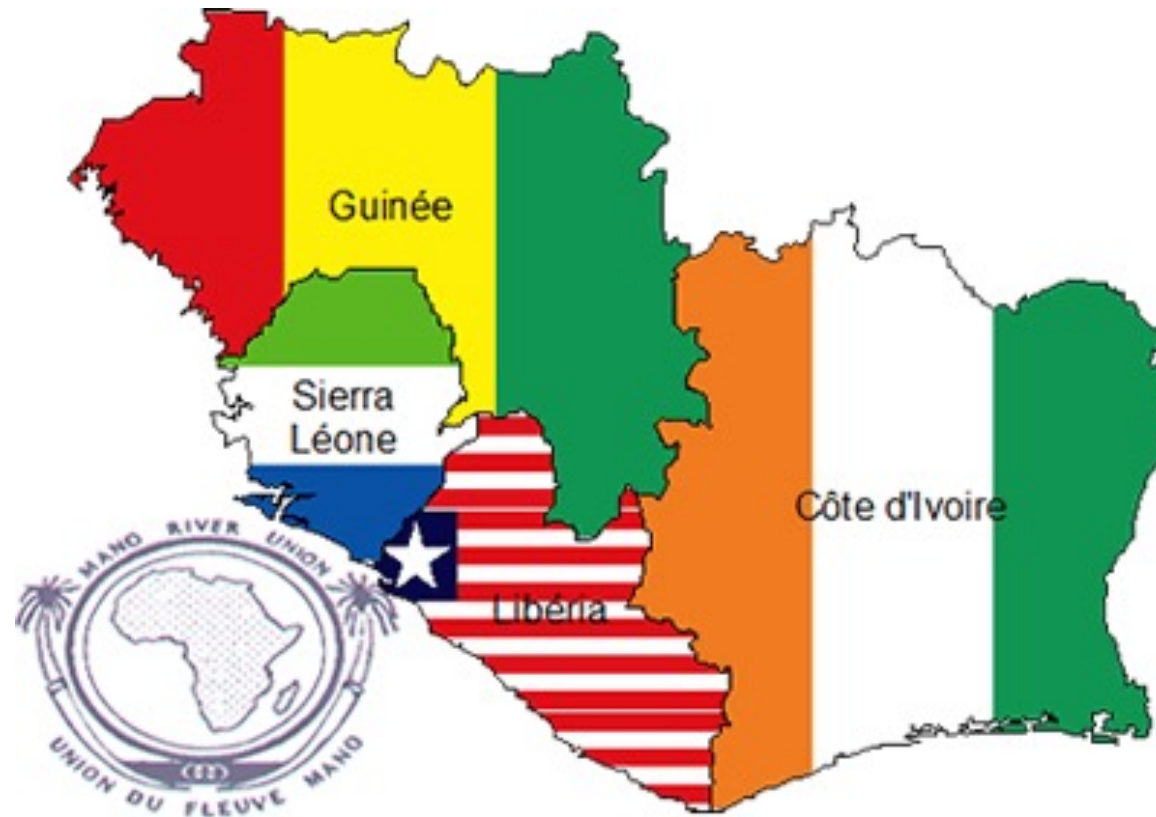 Guinée
Sierra
Léone
Côte d'Ivoire
Libéria
MANO RIVER UNION
UNION DU FLEUVE MANO